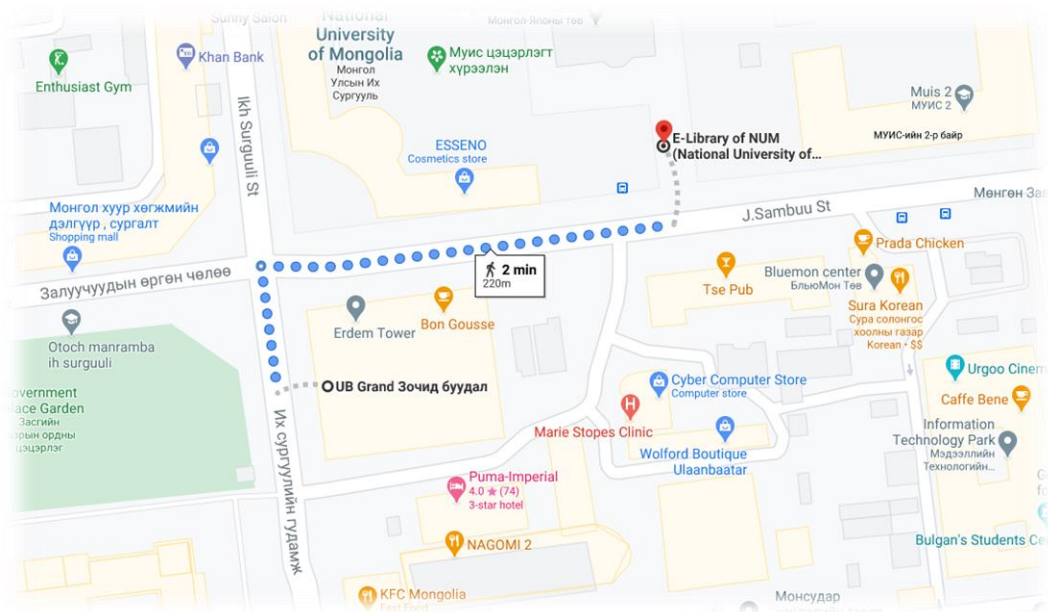 Sunny Salon
National
University
of Mongolia
Монгол
Улсын Их
Сургууль
Монгол-Японы төв
Khan Bank
Муис цэцэрлэгт
хүрээлэн
Enthusiast Gym
Ikh Surguuli St
Muis 2
МУИС 2
МУИС-ийн 2-р байр
E-Library of NUM
(National University of...
ESSENO
Cosmetics store
Монгол хуур хөгжмийн
дэлгүүр , сургалт
Shopping mall
J.Sambuu St
Мөнгөн
Залуучуудын өргөн чөлөө
2 min
220m
Prada Chicken
Bluemon center
БльюМон Төв
Tse Pub
Sura Korean
Сура солонгос
хоолны газар
Korean • $$
Erdem Tower
Bon Gousse
Otoch manramba
ih surguuli
UB Grand Зочид буудал
overnment
lace Garden
Засгийн
зрын ордны
цэцэрлэг
Cyber Computer Store
Computer store
Urgoo Cinem
Caffe Bene
Marie Stopes Clinic
Wolford Boutique
Ulaanbaatar
Information
Technology Park
Мэдээллийн
Технологийн...
Их сургуулийн гудамж
Puma-Imperial
4.0 ★ (74)
3-star hotel
NAGOMI 2
Bulgan's Students Ce
KFC Mongolia
Fast Food
Монсудар